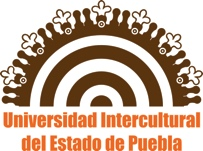 Universidad Intercultural
del Estado de Puebla